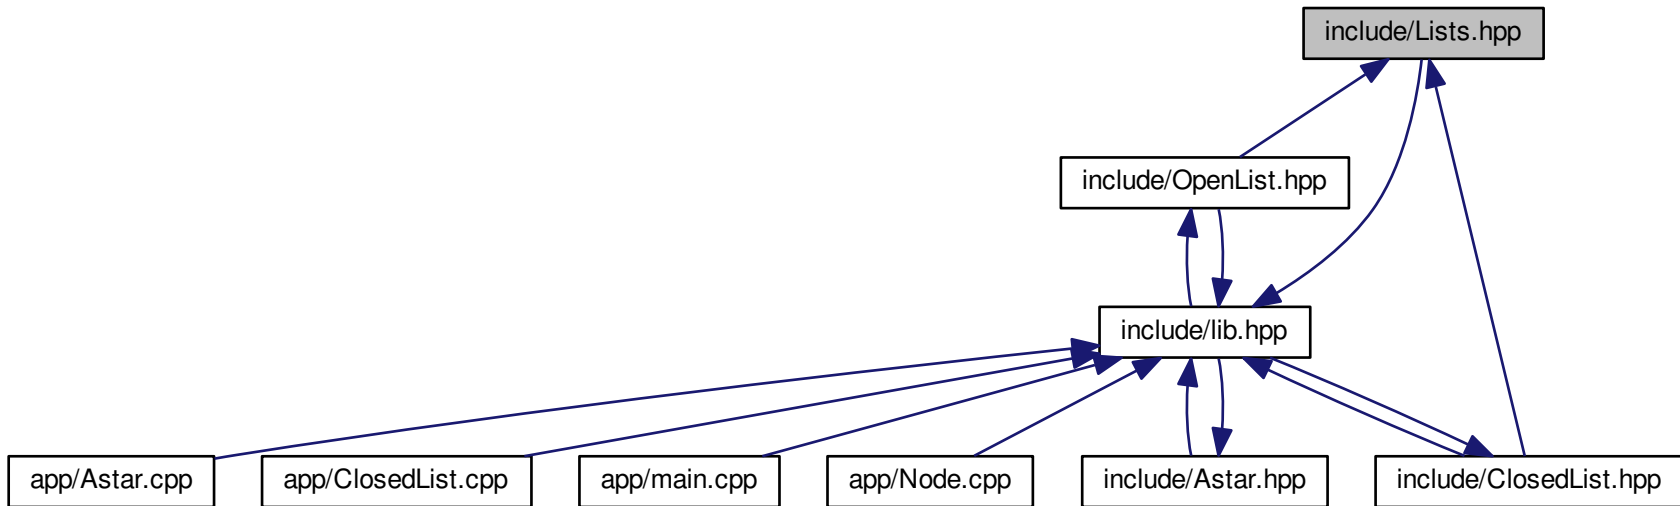 include/Lists.hpp
include/OpenList.hpp
include/lib.hpp
app/Astar.cpp
app/ClosedList.cpp
app/main.cpp
app/Node.cpp
include/Astar.hpp
include/ClosedList.hpp